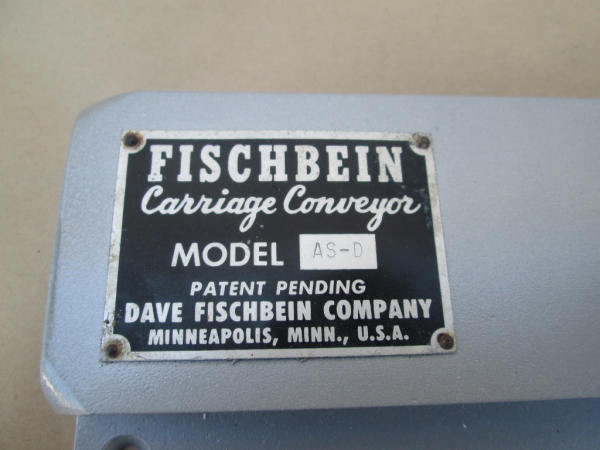 FISCHBEIN
Carriage Conveyor
MODEL AS-D
PATENT PENDING
DAVE FISCHBEIN COMPANY
MINNEAPOLIS, MINN., U.S.A.